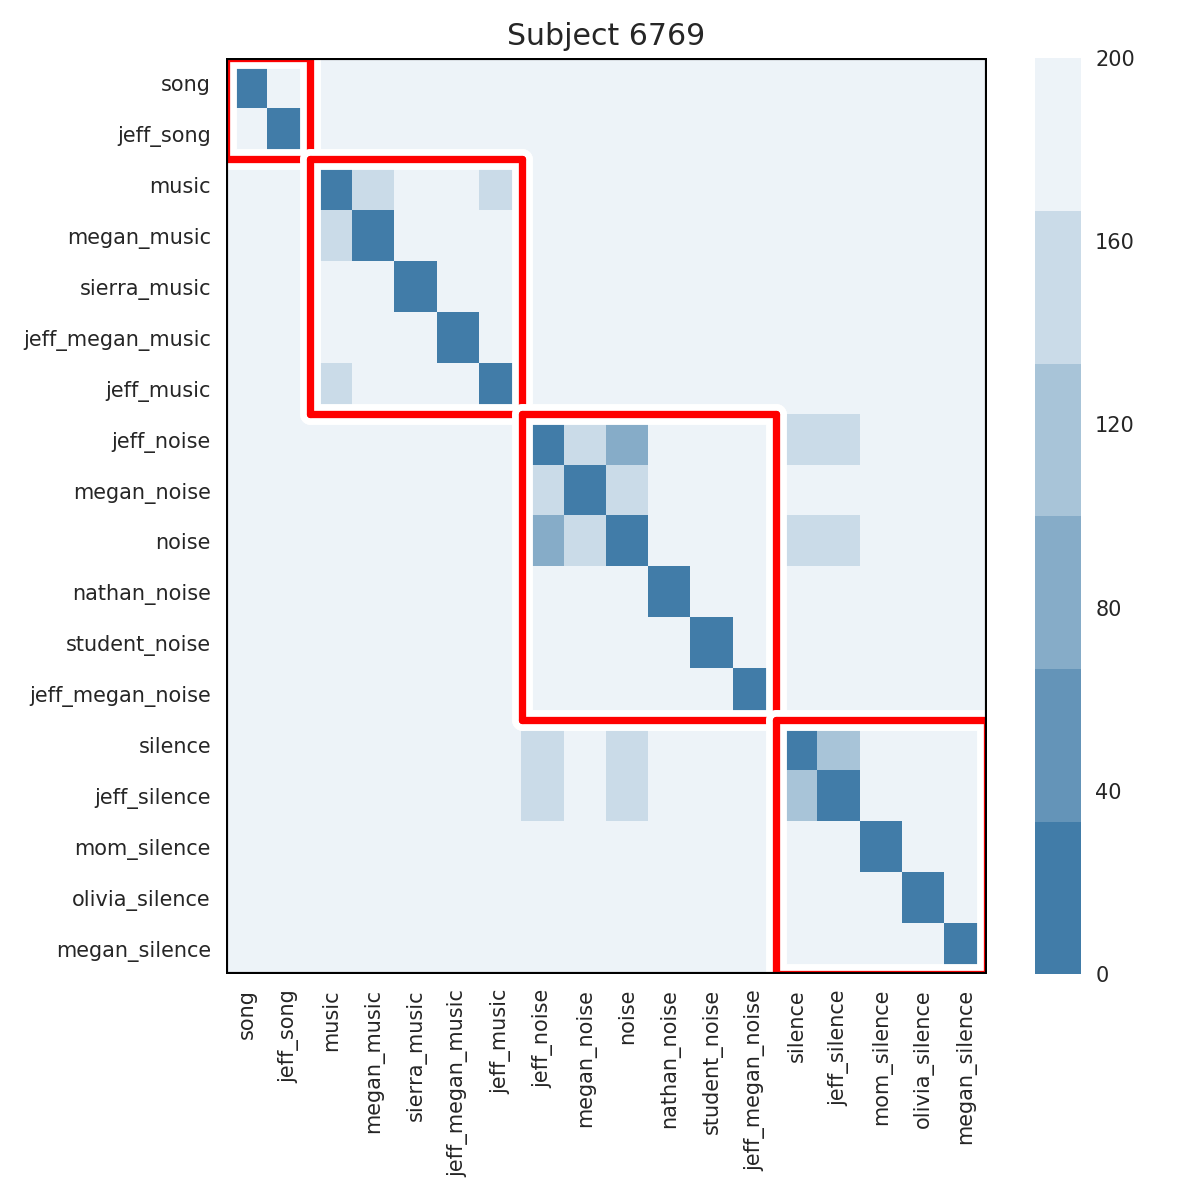 Subject 6769
song
jeff_song
music
megan_music
sierra_music
jeff_megan_music
jeff_music
jeff_noise
megan_noise
noise
nathan_noise
student_noise
jeff_megan_noise
silence
jeff_silence
mom_silence
olivia_silence
megan_silence
song
jeff_song
music
megan_music
sierra_music
jeff_megan_music
jeff_music
jeff_noise
megan_noise
noise
nathan_noise
student_noise
jeff_megan_noise
silence
jeff_silence
mom_silence
olivia_silence
megan_silence
200
160
120
80
40
0